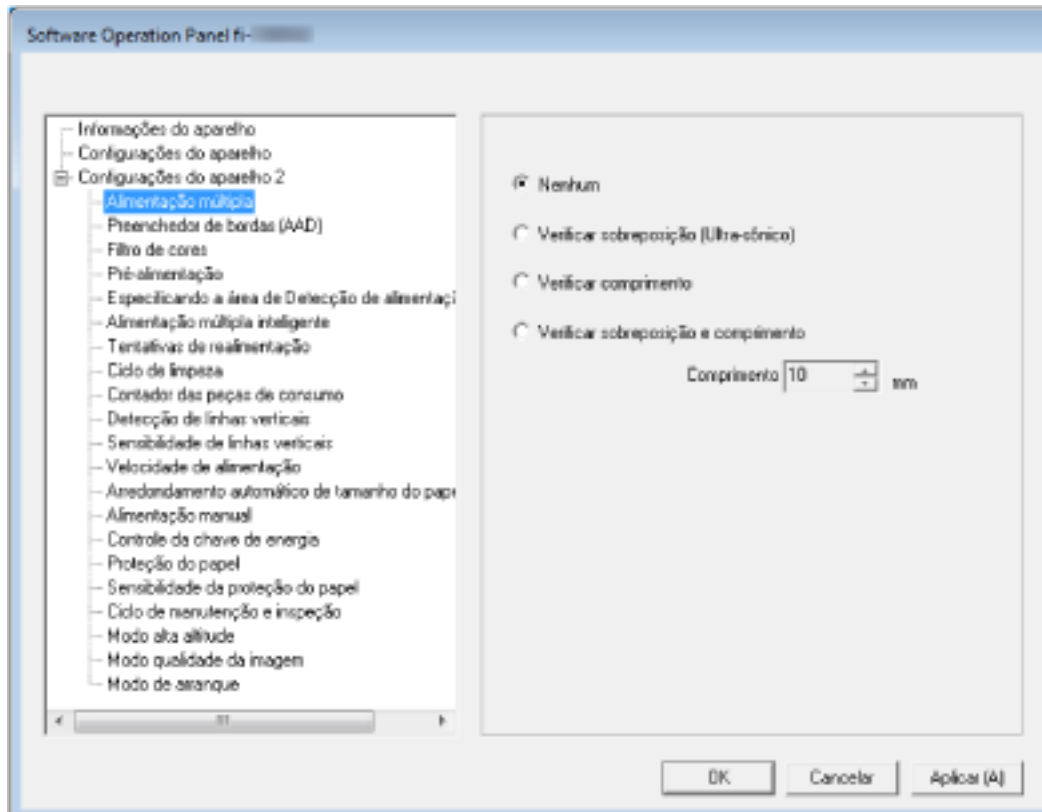 Software Operation Panel fi-
Informações do aparelho
Configurações do aparelho
Configurações do aparelho 2
Alimentação múltipla
Preenchedor de bordas (AAD)
Filtro de cores
Pré-alimentação
Especificando a área de Detecção de alimentaçã
Alimentação múltipla inteligente
Tentativas de realimentação
Ciclo de limpeza
Contador das peças de consumo
Detecção de linhas verticais
Sensibilidade de linhas verticais
Velocidade de alimentação
Arredondamento automático de tamanho do pape
Alimentação manual
Controle da chave de energia
Proteção do papel
Sensibilidade da proteção do papel
Ciclo de manutenção e inspeção
Modo alta altitude
Modo qualidade da imagem
Modo de arranque
Nenhum
Verificar sobreposição (Ultra-sônico)
Verificar comprimento
Verificar sobreposição e comprimento
Comprimento 10 mm
OK Cancelar Aplicar (A)